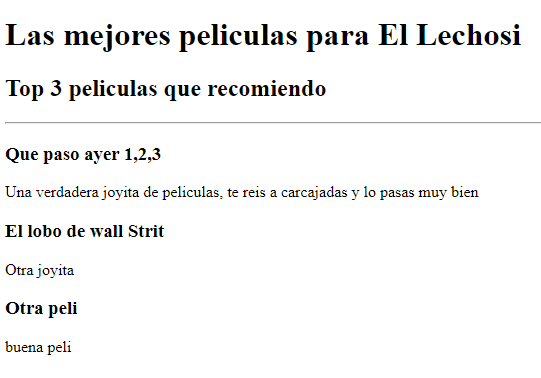 Las mejores peliculas para El Lechosi
Top 3 peliculas que recomiendo
Que paso ayer 1,2,3
Una verdadera joyita de peliculas, te reis a carcajadas y lo pasas muy bien
El lobo de wall Strit
Otra joyita
Otra peli
buena peli